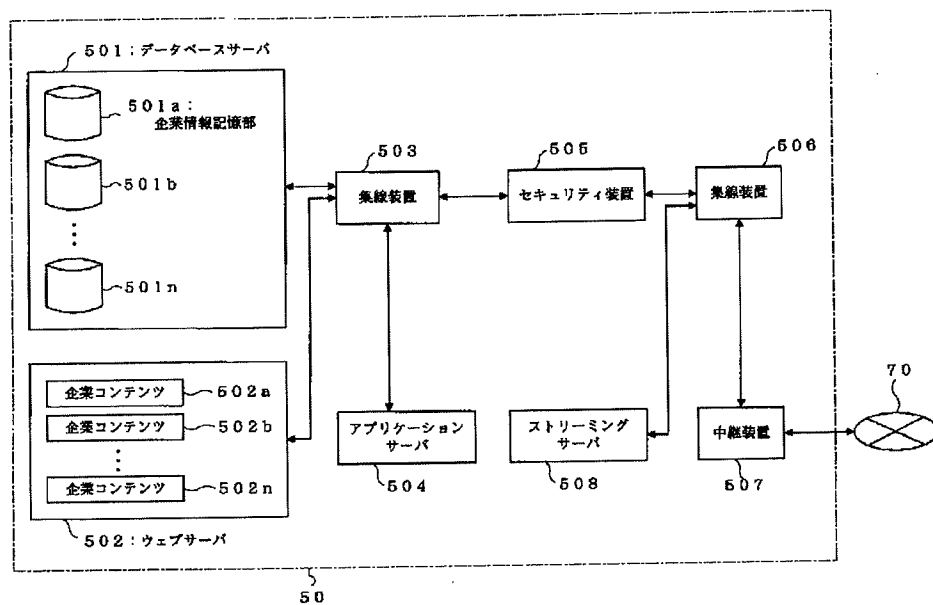 501:データベースサーバ
501a:
企業情報記憶部
501b
501n
503
集線装置
505
セキュリティ装置
506
集線装置
企業コンテンツ
502a
企業コンテンツ
502b
企業コンテンツ
502n
502:ウェブサーバ
アプリケーション
サーバ
504
ストリーミング
サーバ
508
中継装置
507
70
50